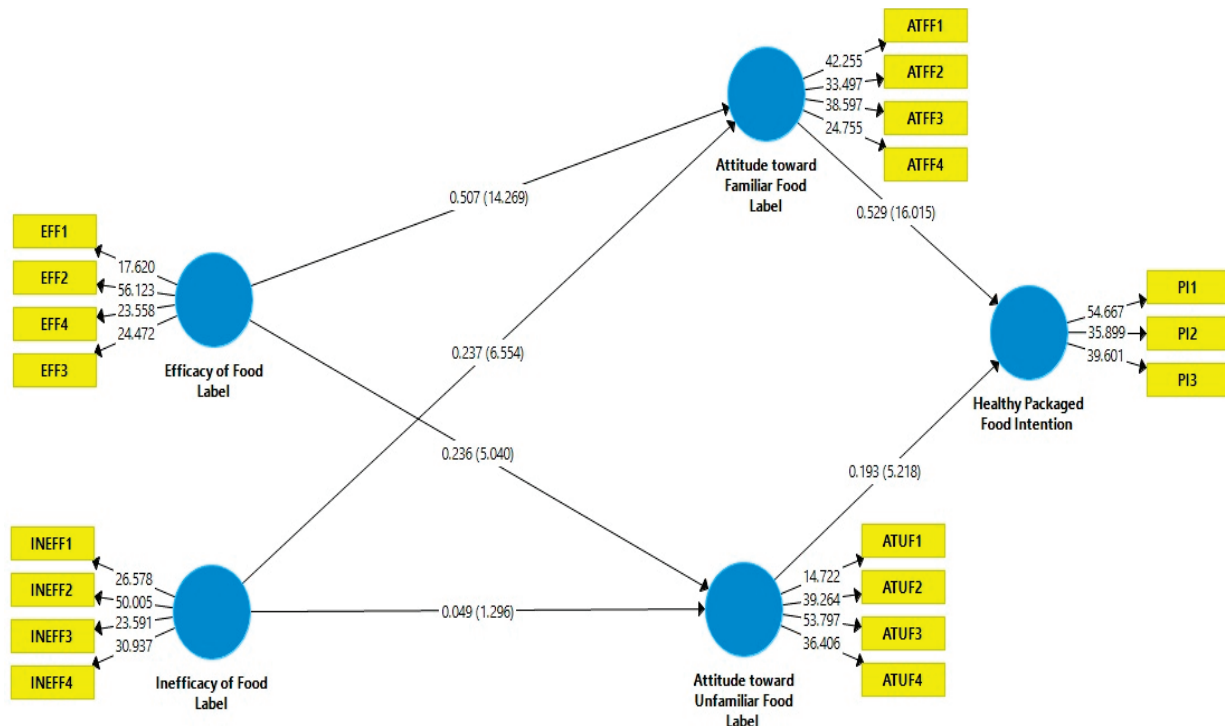 ATFF1
42.255
ATFF2
33.497
38.597
ATFF3
24.755
ATFF4
Attitude toward
Familiar Food
Label
0.507 (14.269)
0.529 (16.015)
EFF1
17.620
EFF2
56.123
23.558
EFF4
24.472
EFF3
Efficacy of Food
Label
0.237 (6.554)
PI1
54.667
35.899
PI2
39.601
PI3
Healthy Packaged
Food Intention
0.236 (5.040)
0.193 (5.218)
INEFF1
26.578
INEFF2
50.005
23.591
INEFF3
30.937
INEFF4
Inefficacy of Food
Label
0.049 (1.296)
ATUF1
14.722
ATUF2
39.264
53.797
ATUF3
36.406
ATUF4
Attitude toward
Unfamiliar Food
Label